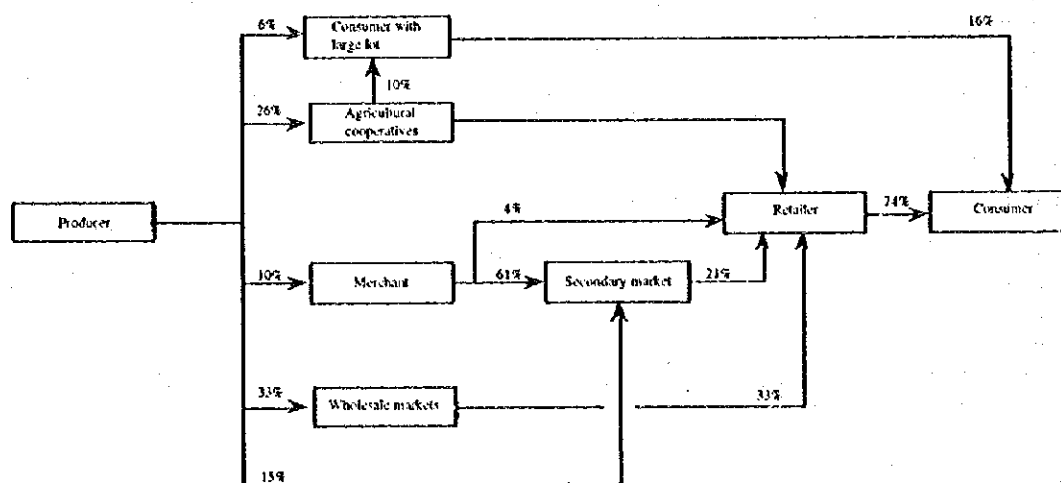 6%
Consumer with
large lot
16%
10%
26%
Agricultural
cooperatives
Producer
4%
Retailer
74%
Consumer
10%
Merchant
61%
Secondary market
21%
33%
Wholesale markets
33%
15%